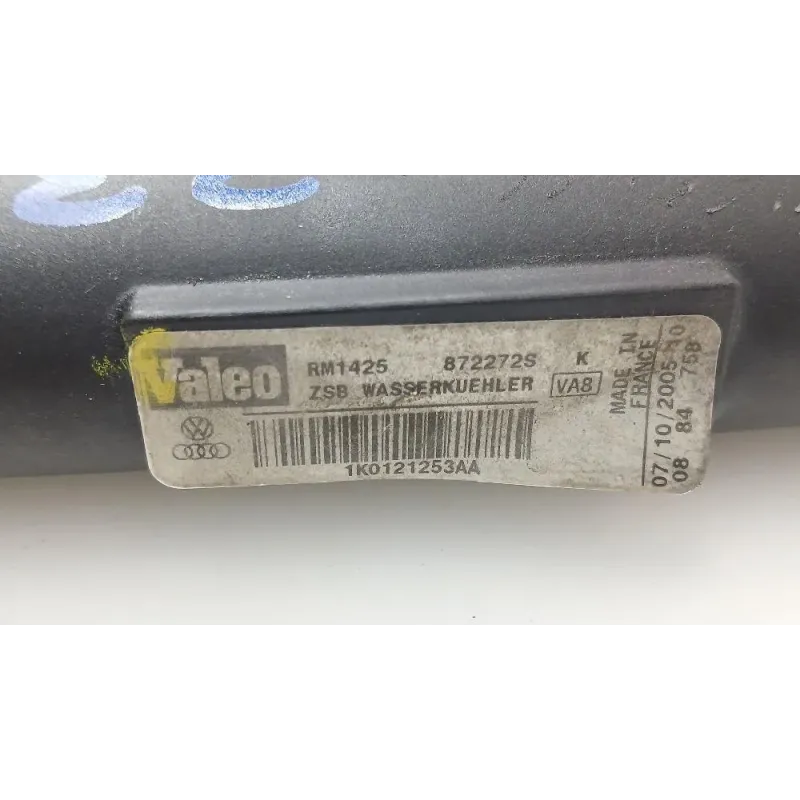 Valeo
RM1425 872272S K
ZSB WASSERKUEHLER VA8
1K0121253AA
MADE IN
FRANCE
07/10/2005 10
08 84 758